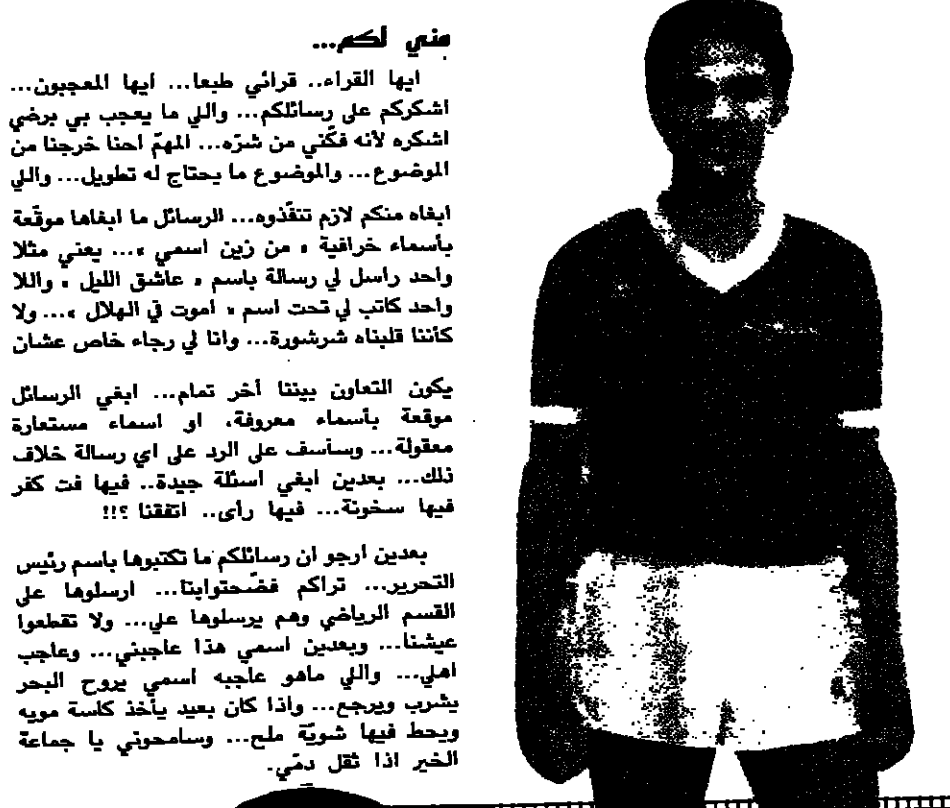 مني لكم...
ايها القراء.. قرائي طبعا... ايها المعجبون...
اشكركم على رسائلكم... واللي ما يعجب بي برضي
اشكره لأنه فكّني من شرّه... المهمّ احنا خرجنا من
الموضوع... والموضوع ما يحتاج له تطويل... واللي
ابغاه منكم لازم تنفّذوه... الرسائل ما ابغاها موقّعة
بأسماء خرافية « من زين اسمي »... يعني مثلا
واحد راسل لي رسالة باسم « عاشق الليل » واللا
واحد كاتب لي تحت اسم « اموت في الهلال »... ولا
كأننا قلبناه شرشورة... وانا لي رجاء خاص عشان
يكون التعاون بيننا أخر تمام... ابغي الرسائل
موقعة بأسماء معروفة، او اسماء مستعارة
معقولة... وسأسف على الرد على اي رسالة خلاف
ذلك... بعدين ابغي اسئلة جيدة.. فيها فت كفر
فيها سخونة... فيها رأى.. اتفقنا ؟!!
بعدين ارجو ان رسائلكم ما تكتبوها باسم رئيس
التحرير... تراكم فضّحتوابنا... ارسلوها على
القسم الرياضي وهم يرسلوها علي... ولا تقطعوا
عيشنا... وبعدين اسمي هذا عاجبني... وعاجب
اهلي... واللي ماهو عاجبه اسمي يروح البحر
يشرب ويرجع... واذا كان بعيد يأخذ كاسة مويه
ويحط فيها شويّة ملح... وسامحوني يا جماعة
الخير اذا ثقل دمّي.